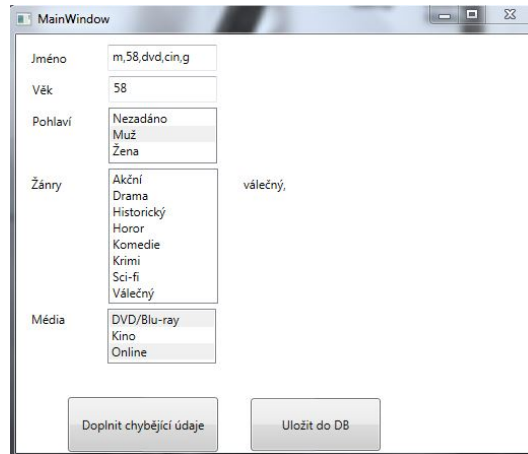 MainWindow
Jméno
m,58,dvd,cin,g
Věk
58
Pohlaví
Nezadáno
Muž
Žena
Žánry
Akční
Drama
Historický
Horor
Komedie
Krimi
Sci-fi
Válečný
válečný,
Média
DVD/Blu-ray
Kino
Online
Doplnit chybějící údaje
Uložit do DB